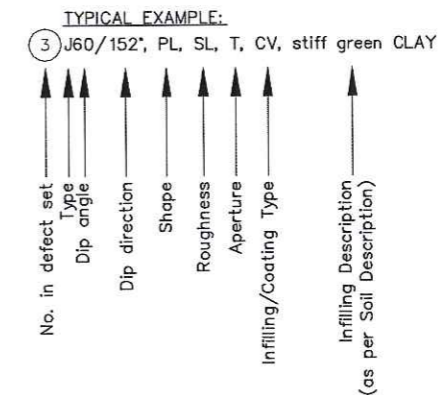 TYPICAL EXAMPLE:
3 J60/152°, PL, SL, T, CV, stiff green CLAY
No. in defect set
Type
Dip angle
Dip direction
Shape
Roughness
Aperture
Infilling/Coating Type
Infilling Description
(as per Soil Description)